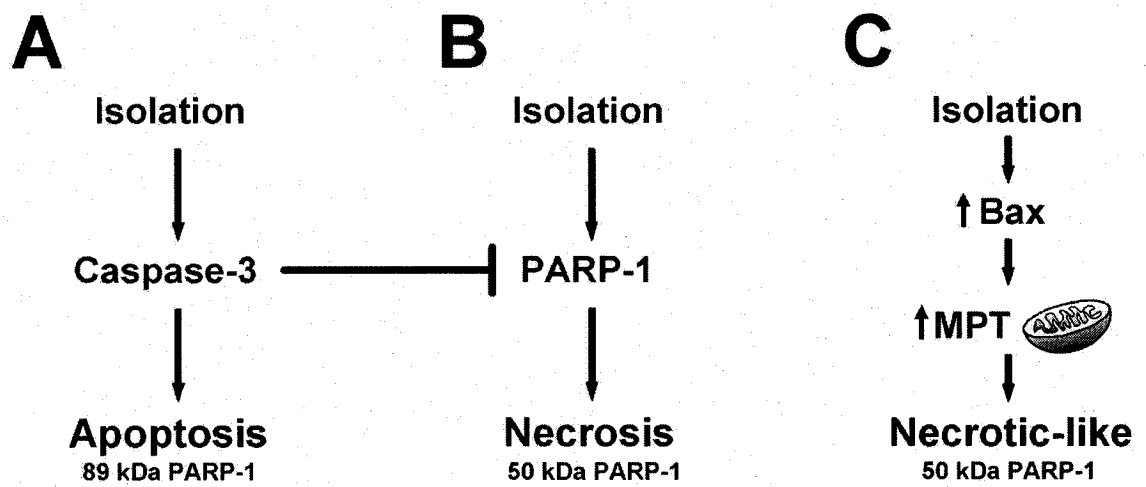 A
B
C
Isolation
Isolation
Isolation
↑ Bax
Caspase-3
PARP-1
↑MPT
Apoptosis
Necrosis
Necrotic-like
89 kDa PARP-1
50 kDa PARP-1
50 kDa PARP-1